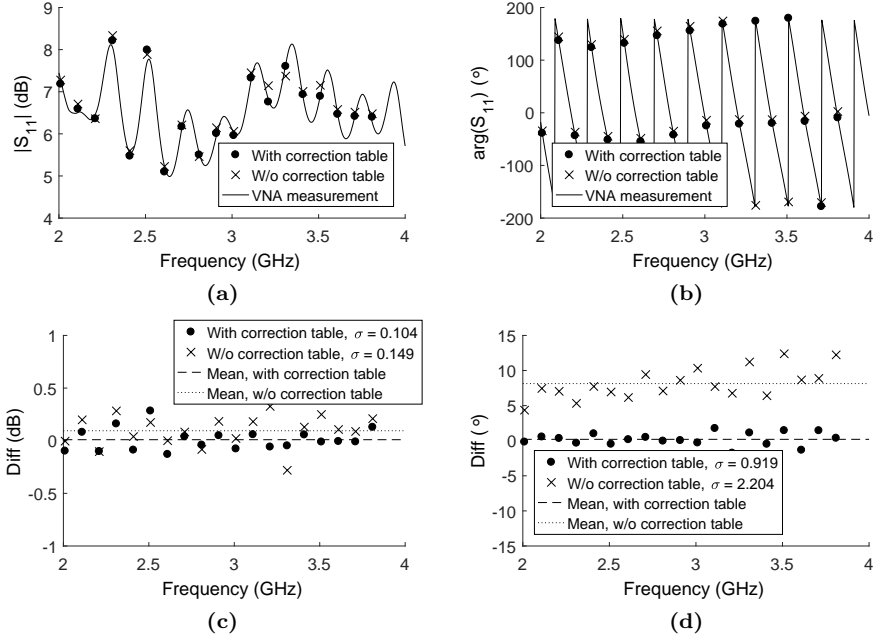 9
8
7
6
5
4
|S11| (dB)
With correction table
W/o correction table
VNA measurement
2 2.5 3 3.5 4
Frequency (GHz)
(a)
200
100
0
-100
-200
arg(S11) (°)
With correction table
W/o correction table
VNA measurement
2 2.5 3 3.5 4
Frequency (GHz)
(b)
1
0.5
0
-0.5
-1
Diff (dB)
With correction table, σ = 0.104
W/o correction table, σ = 0.149
Mean, with correction table
Mean, w/o correction table
2 2.5 3 3.5 4
Frequency (GHz)
(c)
15
10
5
0
-5
-10
-15
Diff (°)
With correction table, σ = 0.919
W/o correction table, σ = 2.204
Mean, with correction table
Mean, w/o correction table
2 2.5 3 3.5 4
Frequency (GHz)
(d)